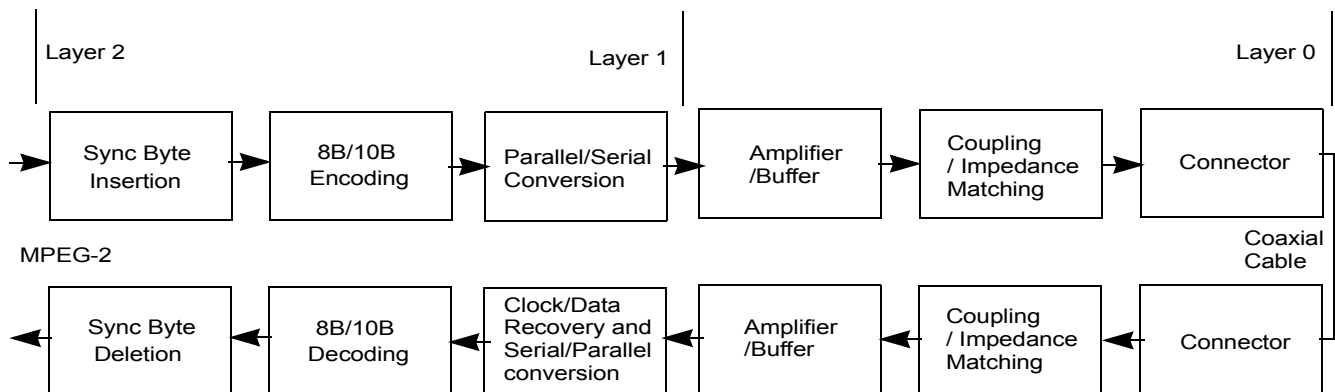 Layer 2
Layer 1
Layer 0
Sync Byte
Insertion
8B/10B
Encoding
Parallel/Serial
Conversion
Amplifier
/Buffer
Coupling
/ Impedance
Matching
Connector
MPEG-2
Coaxial
Cable
Sync Byte
Deletion
8B/10B
Decoding
Clock/Data
Recovery and
Serial/Parallel
conversion
Amplifier
/Buffer
Coupling
/ Impedance
Matching
Connector